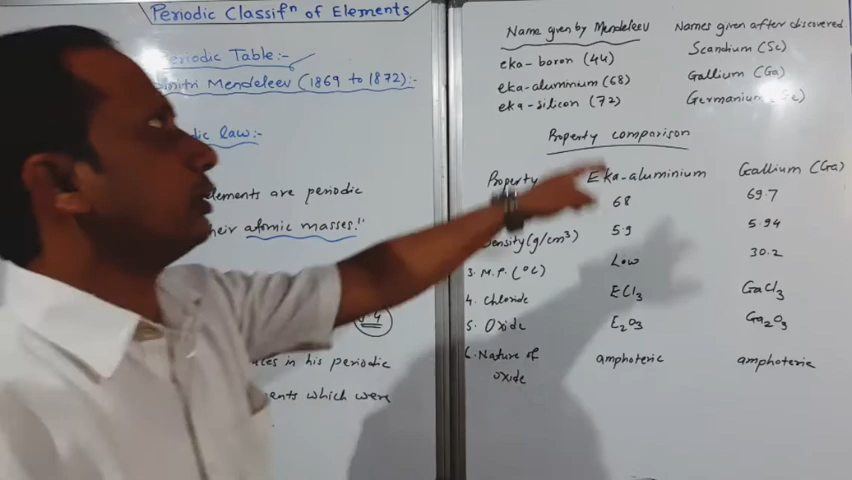 Periodic Classifⁿ of Elements
Periodic Table:-
Dimitri Mendeleev (1869 to 1872):-
law:-
elements are periodic
their atomic masses."
in his periodic
which were
Name given by Mendeleev
Names given after discovered
eka-boron (44)
Scandium (Sc)
eka-aluminium (68)
Gallium (Ga)
eka-silicon (72)
Germanium (Ge)
Property comparison
Property
Eka-aluminium
Gallium (Ga)
68
69.7
Density (g/cm³)
5.9
5.94
3. M.P. (°C)
Low
30.2
4. Chloride
ECl₃
GaCl₃
5. Oxide
E₂O₃
Ga₂O₃
6. Nature of oxide
amphoteric
amphoteric